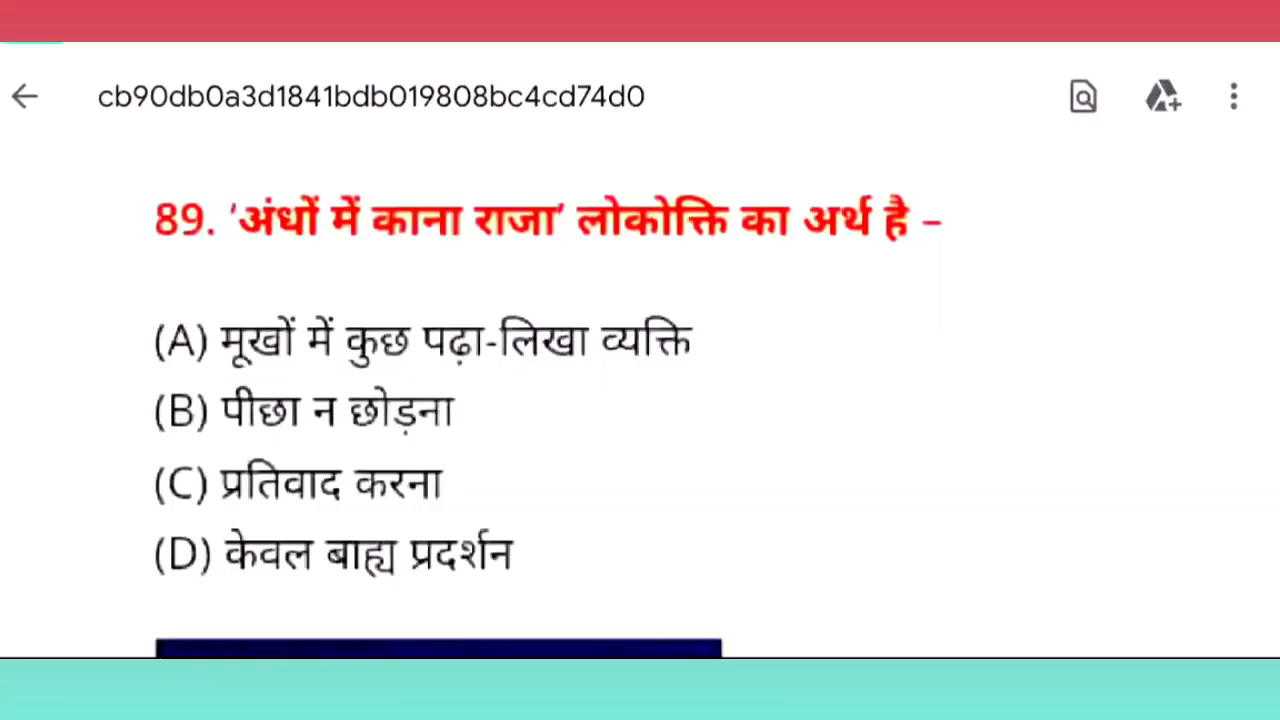 cb90db0a3d1841bdb019808bc4cd74d0
89. 'अंधों में काना राजा' लोकोक्ति का अर्थ है –
(A) मूर्खों में कुछ पढ़ा-लिखा व्यक्ति
(B) पीछा न छोड़ना
(C) प्रतिवाद करना
(D) केवल बाह्य प्रदर्शन